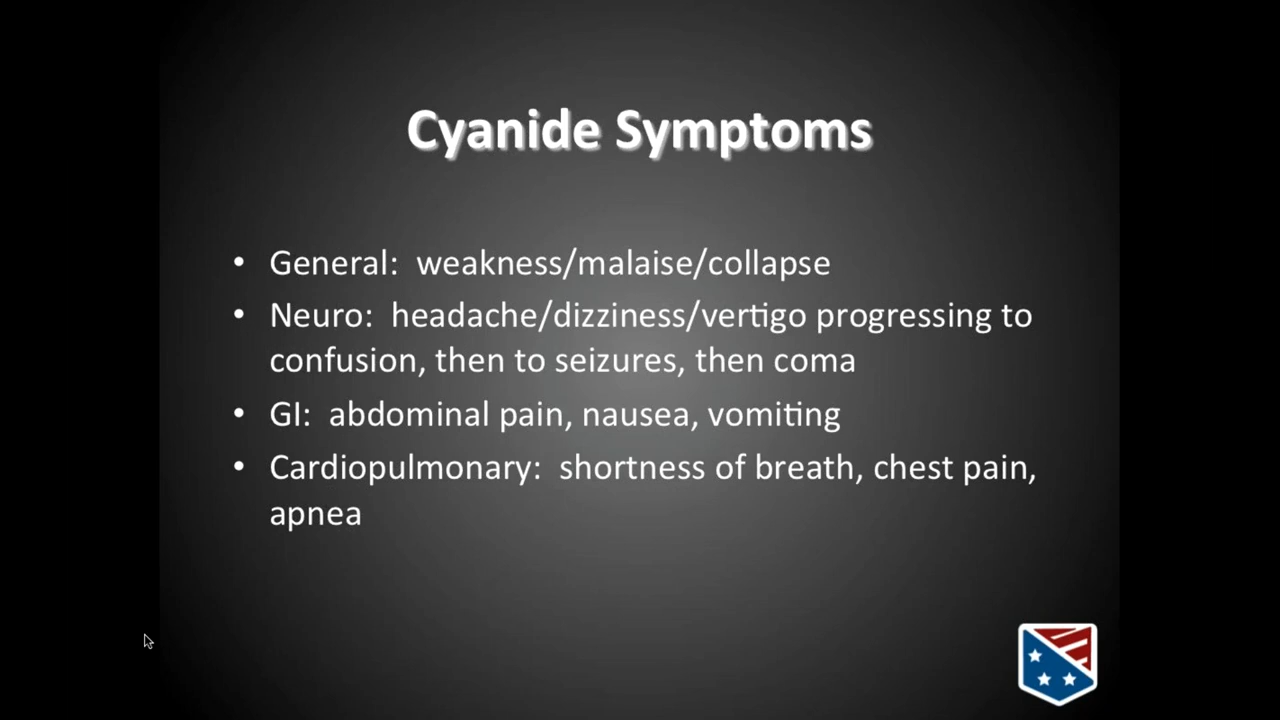 Cyanide Symptoms
• General: weakness/malaise/collapse
• Neuro: headache/dizziness/vertigo progressing to
confusion, then to seizures, then coma
• GI: abdominal pain, nausea, vomiting
• Cardiopulmonary: shortness of breath, chest pain,
apnea